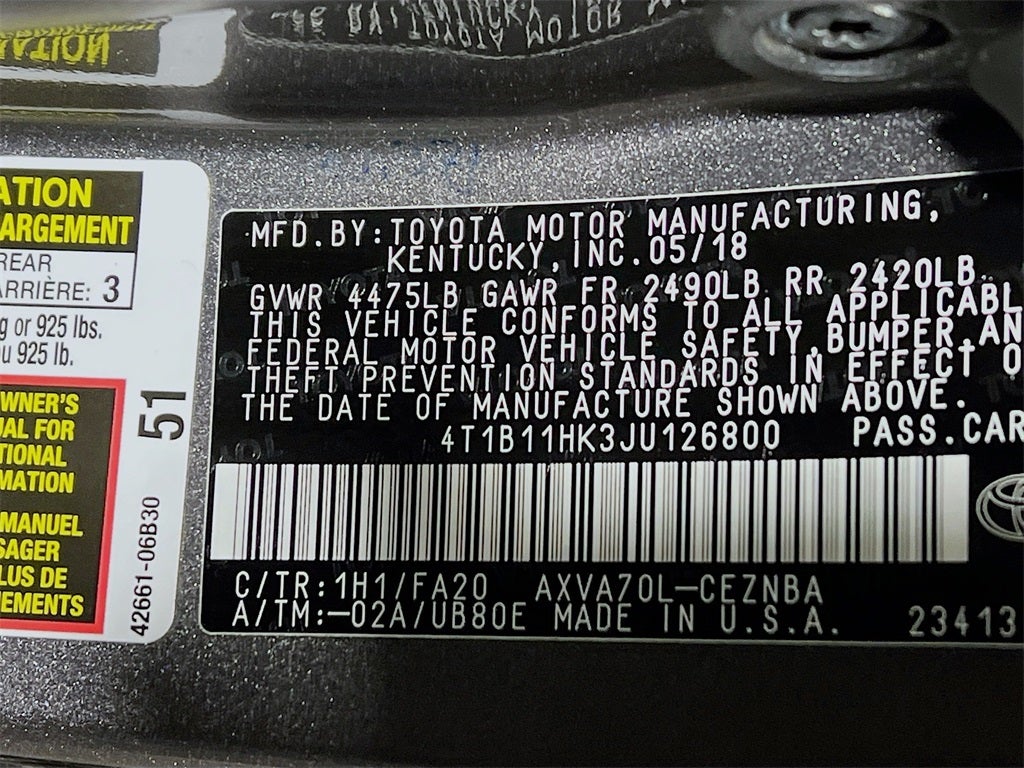 ATION
ARGEMENT
REAR
ARRIÈRE: 3
g or 925 lbs.
u 925 lb.
WNER'S
UAL FOR
TIONAL
MATION
MANUEL
SAGER
LUS DE
NEMENTS
51
42661-06B30
MFD.BY:TOYOTA MOTOR MANUFACTURING,
KENTUCKY,INC.05/18
GVWR 4475LB GAWR FR 2490LB RR 2420LB
THIS VEHICLE CONFORMS TO ALL APPLICABL
FEDERAL MOTOR VEHICLE SAFETY,BUMPER,AN
THEFT PREVENTION STANDARDS IN EFFECT O
THE DATE OF MANUFACTURE SHOWN ABOVE.
4T1B11HK3JU126800 PASS.CAR
C/TR:1H1/FA20 AXVA70L-CEZNBA
A/TM:-02A/UB80E MADE IN U.S.A.
23413